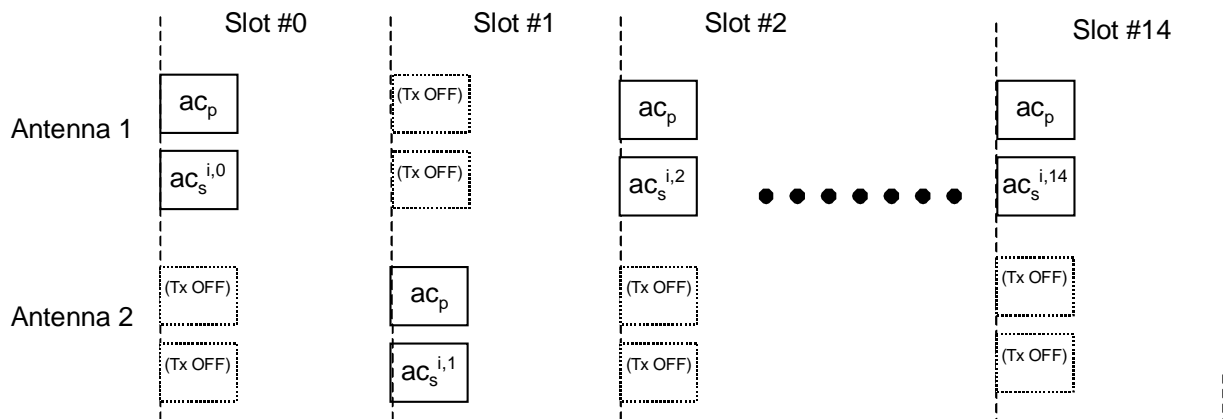 Slot #0 Slot #1 Slot #2 Slot #14
ac_p (Tx OFF) ac_p ac_p
Antenna 1
ac_s^i,0 (Tx OFF) ac_s^i,2 ac_s^i,14
(Tx OFF) ac_p (Tx OFF) (Tx OFF)
Antenna 2
(Tx OFF) ac_s^i,1 (Tx OFF) (Tx OFF)